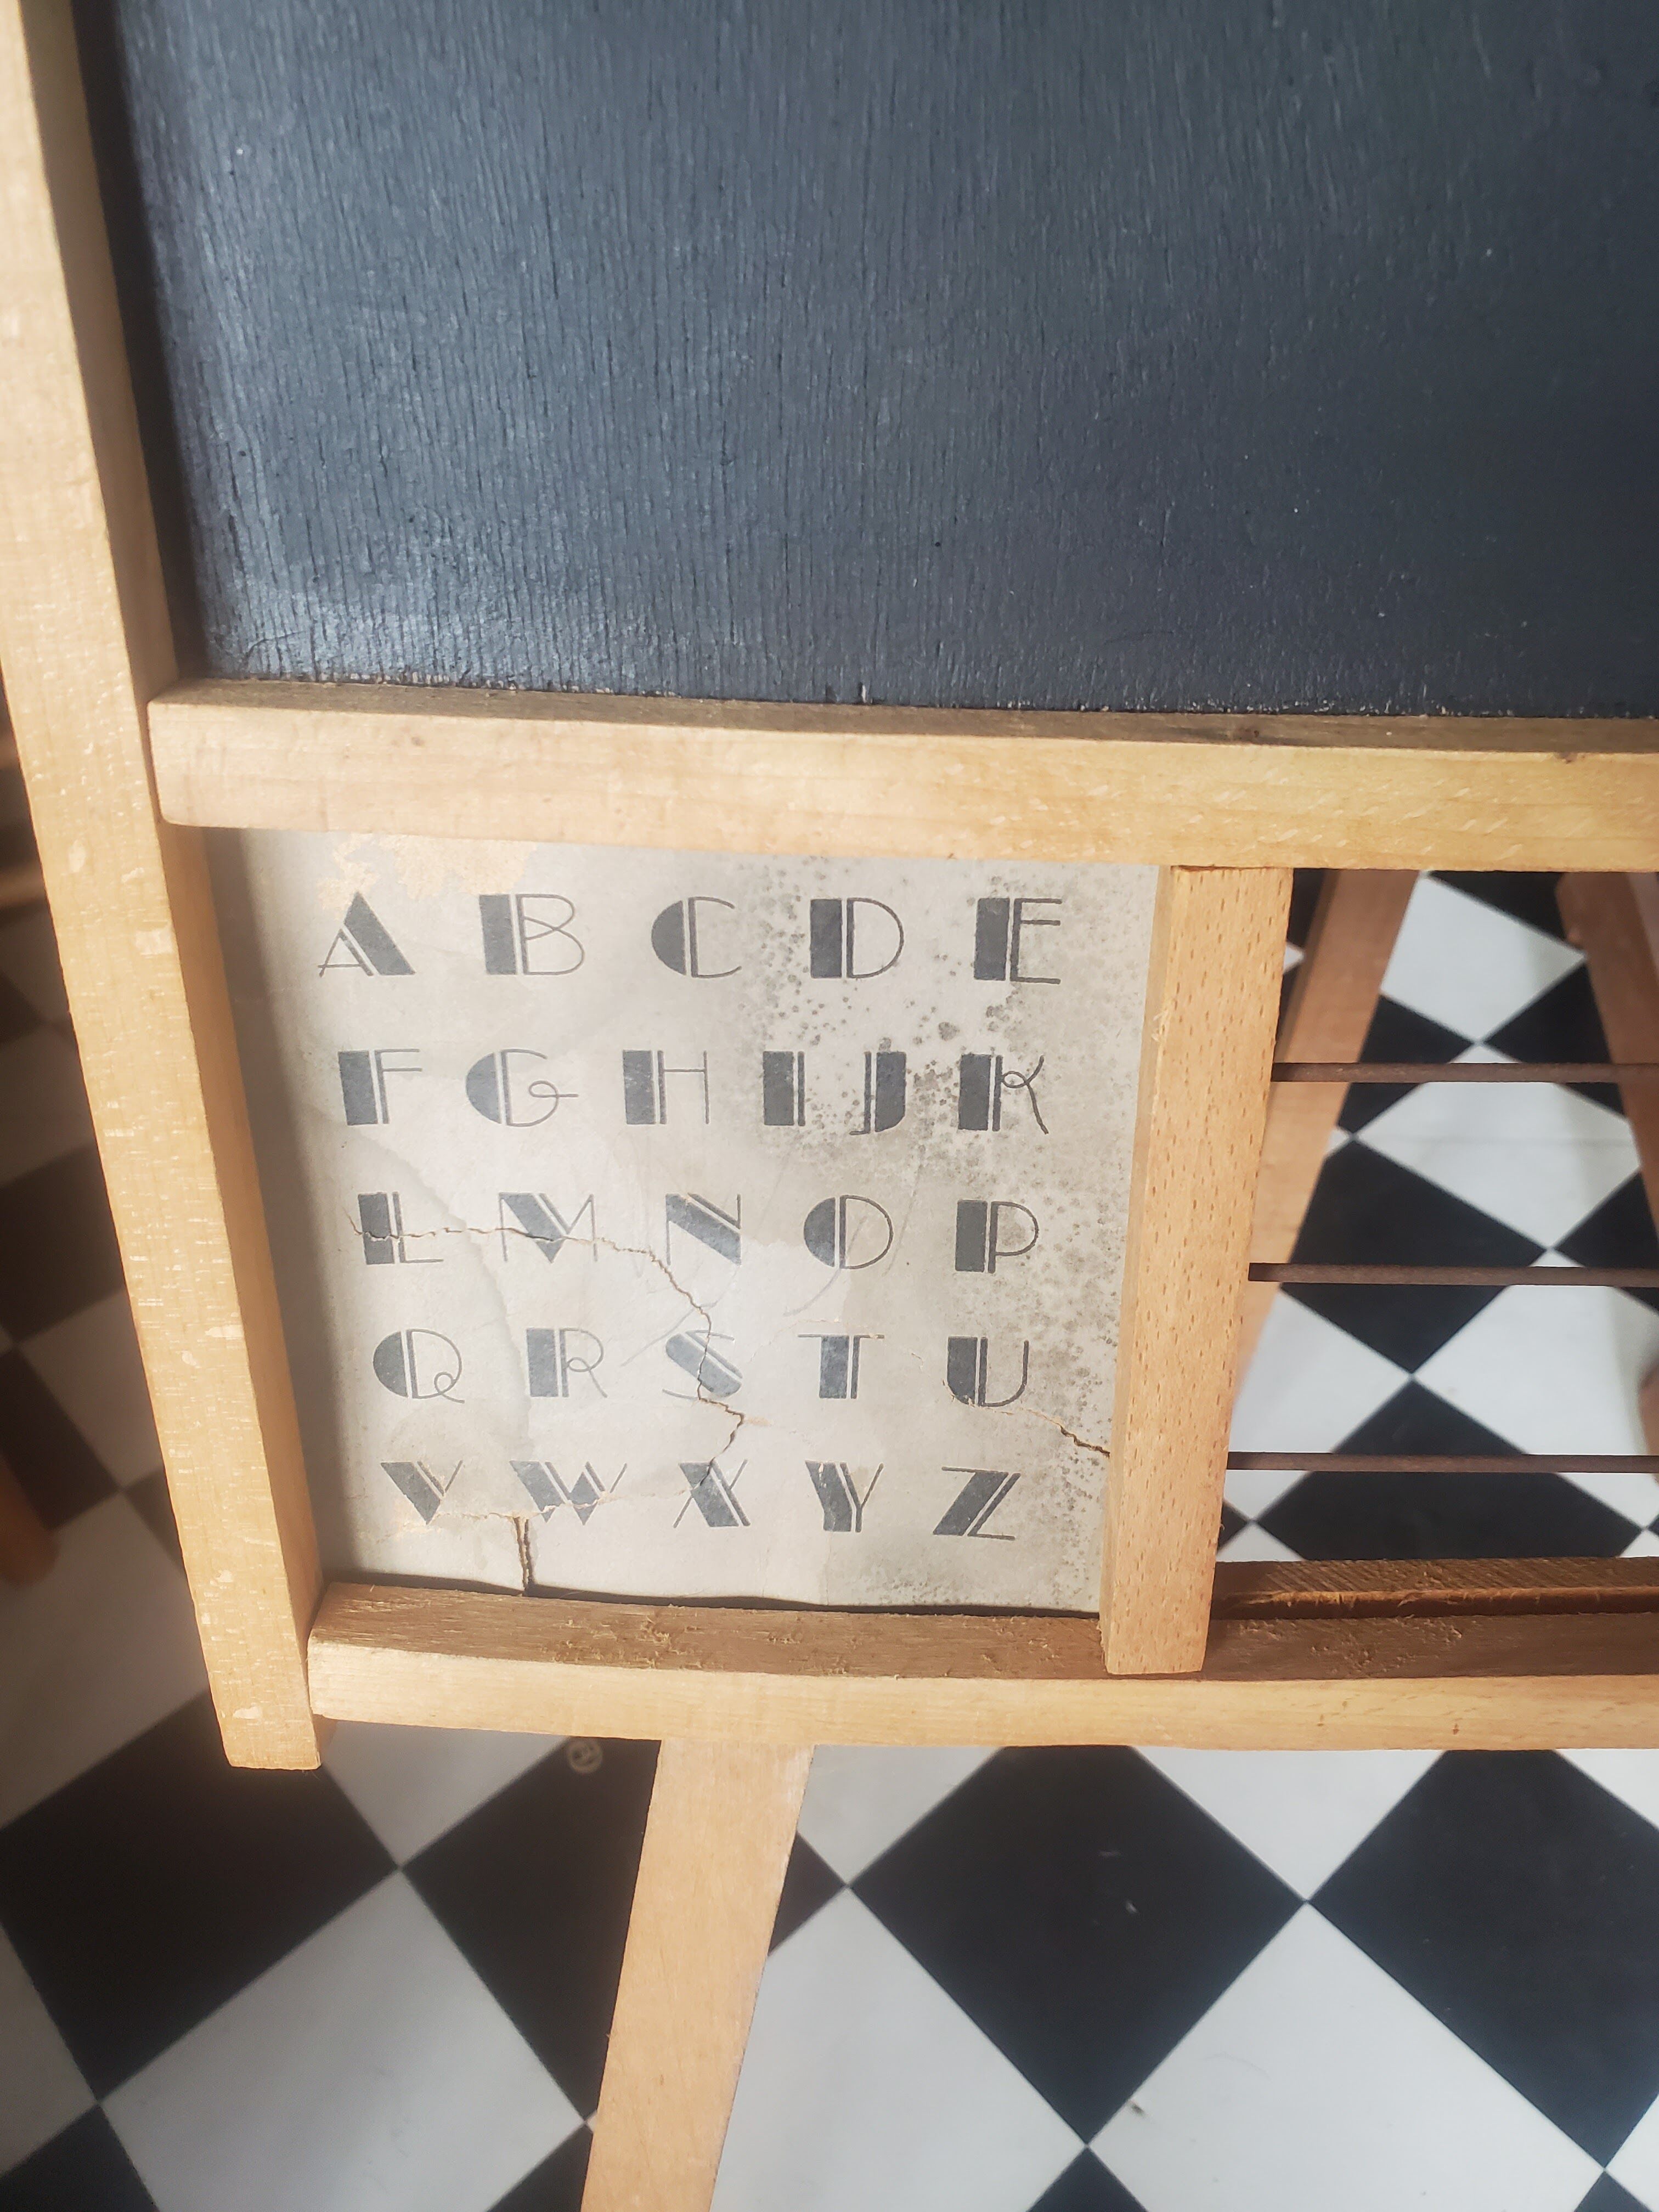 A B C D E
F G H I J K
L M N O P
Q R S T U
V W X Y Z